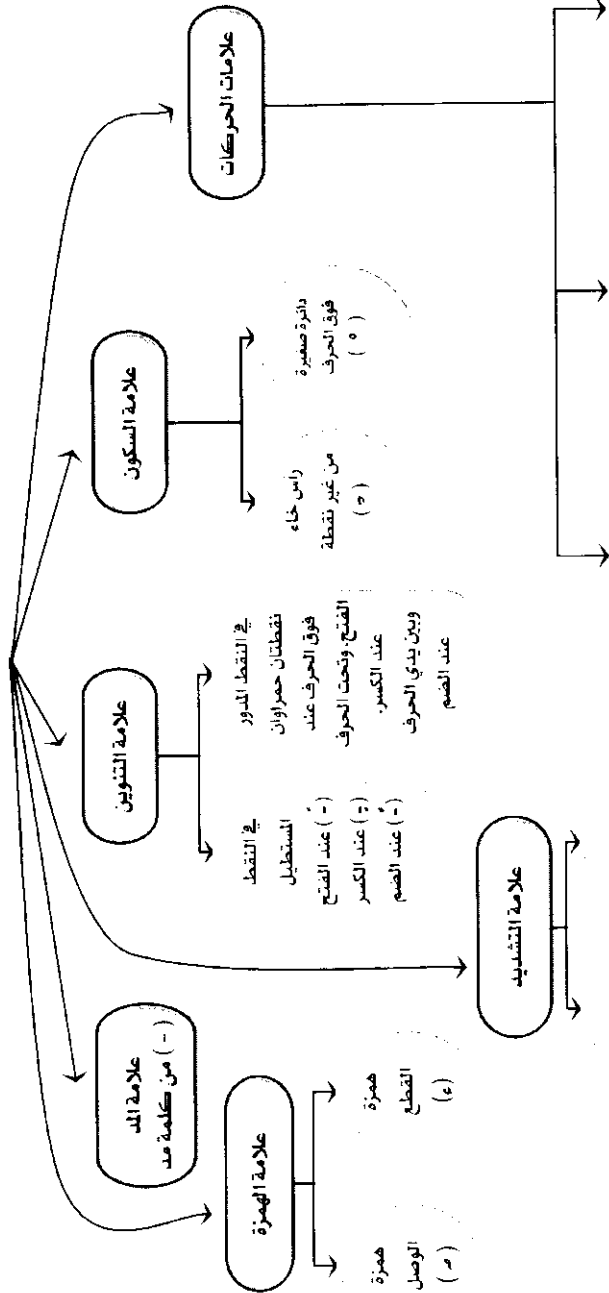 علامات الحركات
علامة السكون
دائرة صغيرة
فوق الحرف
( ه )
رأس خاء
من غير نقطة
( ح )
علامة التنوين
في النقط المدور
نقطتان حمراوان
فوق الحرف عند
الفتح. وتحت الحرف
عند الكسر.
وبين يدي الحرف
عند الضم
في النقط
المستطيل
( ـً ) عند الفتح
( ـٍ ) عند الكسر
( ـٌ ) عند الضم
علامة التشديد
علامة المد
( ~ ) من كلمة مد
علامة الهمزة
همزة
القطع
(ء)
همزة
الوصل
( صـ )